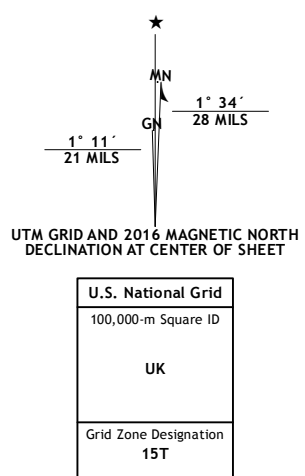 MN
1° 34´
28 MILS
GN
1° 11´
21 MILS
UTM GRID AND 2016 MAGNETIC NORTH
DECLINATION AT CENTER OF SHEET
U.S. National Grid
100,000-m Square ID
UK
Grid Zone Designation
15T